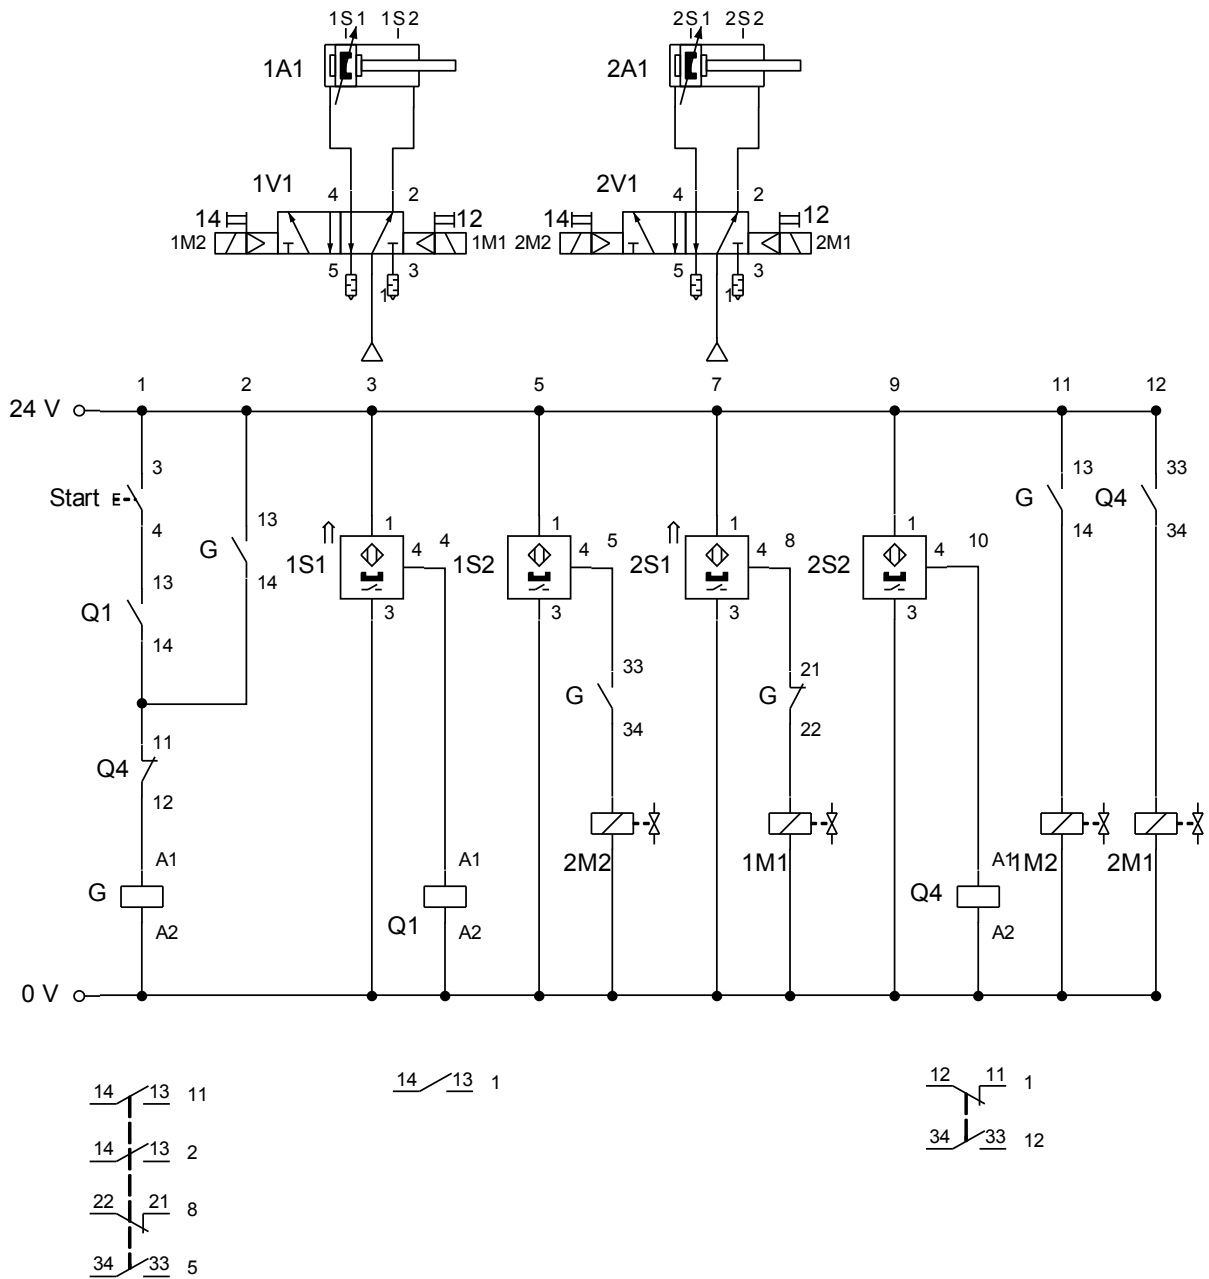 1S1 1S2 2S1 2S2
1A1 2A1
1V1 4 2 2V1 4 2
14 12 14 12
1M2 1M1 2M2 2M1
5 3 5 3
1 1
1 2 3 5 7 9 11 12
24 V
3 13 33
Start G Q4
4 14 34
13
G
14
1 4 4 1 4 5 1 4 8 1 4 10
1S1 1S2 2S1 2S2
3 3 3 3
13
Q1
14
33 21
G G
34 22
11
Q4
12
2M2 1M1 1M2 2M1
A1 A1 A1
G Q1 Q4
A2 A2 A2
0 V
14 13 11
14 13 2
22 21 8
34 33 5
14 13 1
12 11 1
34 33 12